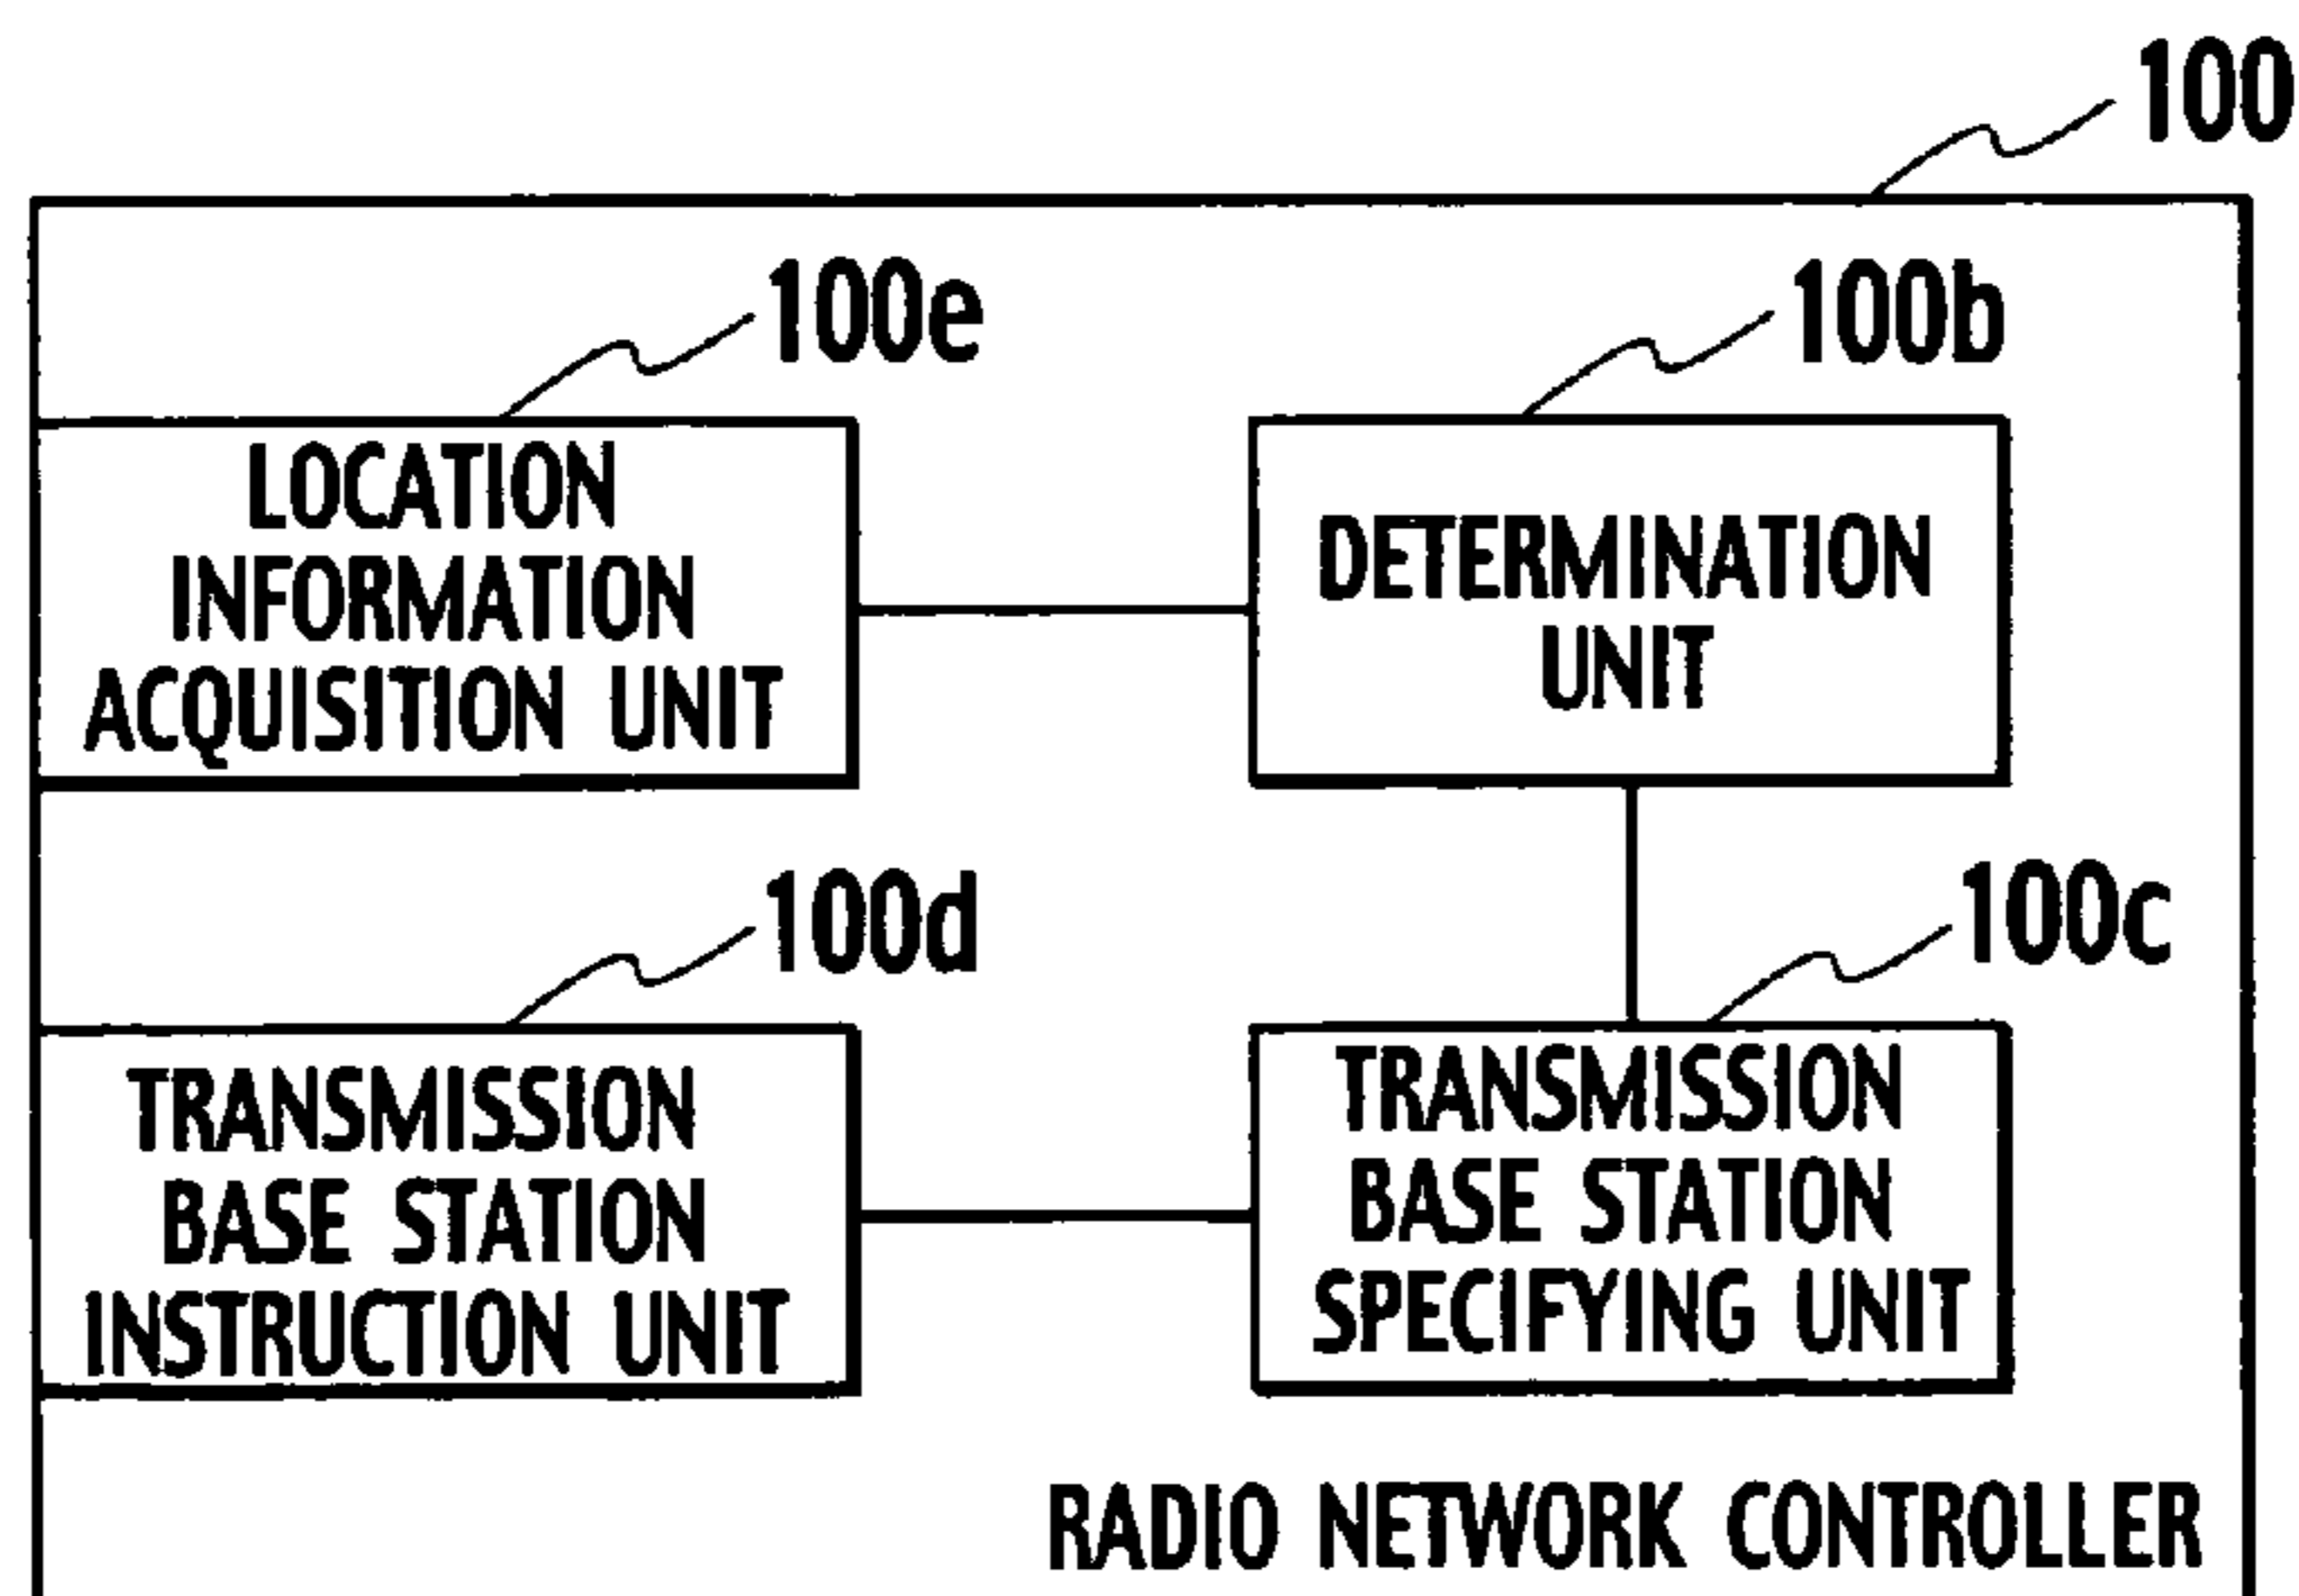 100
100e
LOCATION
INFORMATION
ACQUISITION UNIT
100b
DETERMINATION
UNIT
100d
TRANSMISSION
BASE STATION
INSTRUCTION UNIT
100c
TRANSMISSION
BASE STATION
SPECIFYING UNIT
RADIO NETWORK CONTROLLER